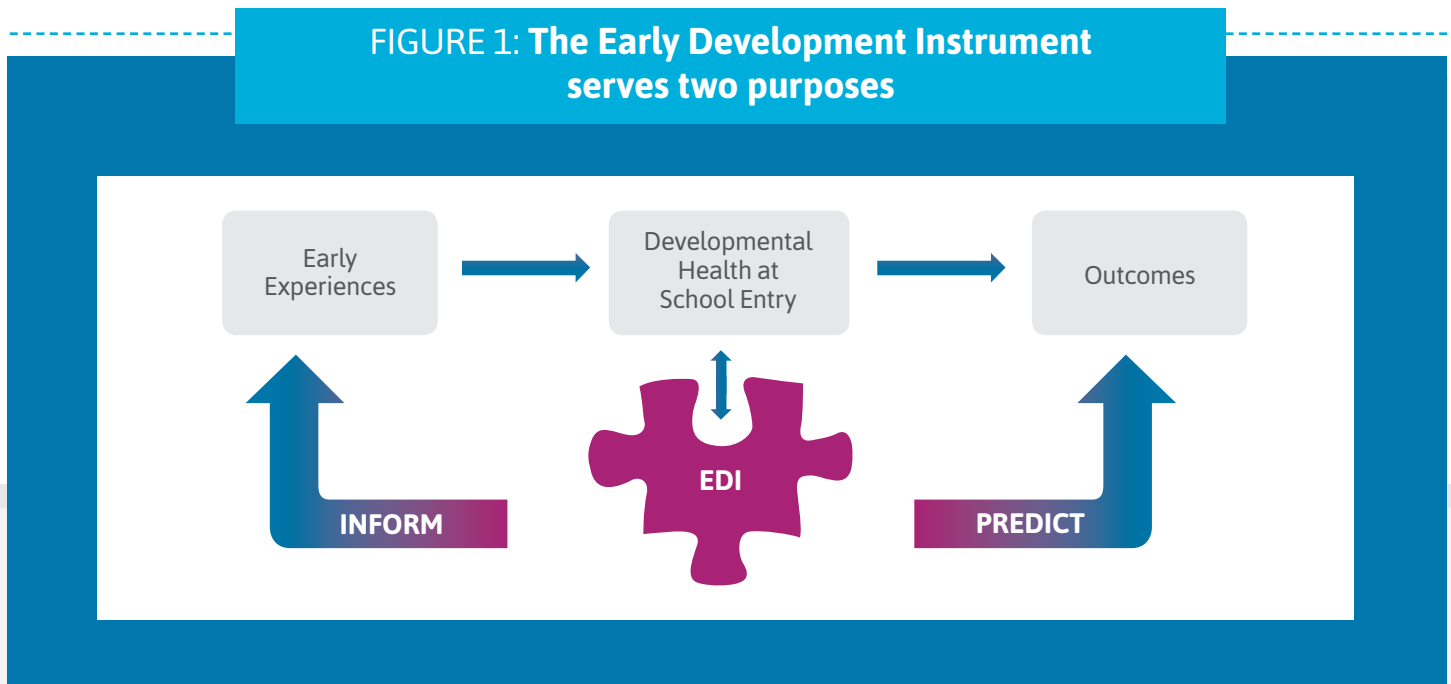 FIGURE 1: The Early Development Instrument
serves two purposes
Early
Experiences
Developmental
Health at
School Entry
Outcomes
INFORM
EDI
PREDICT